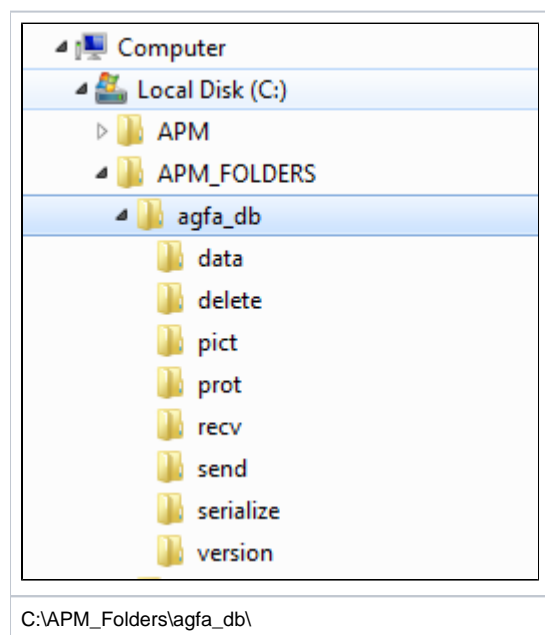 Computer
Local Disk (C:)
APM
APM_FOLDERS
agfa_db
data
delete
pict
prot
recv
send
serialize
version
C:\APM_Folders\agfa_db\